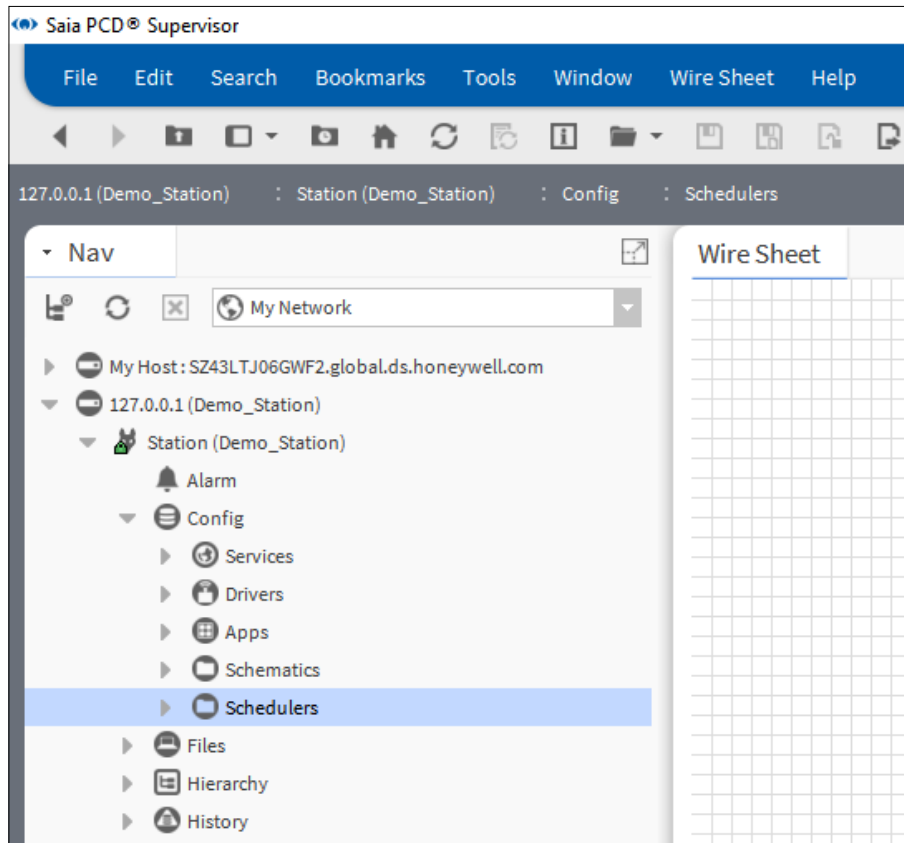 Saia PCD® Supervisor
File Edit Search Bookmarks Tools Window Wire Sheet Help
127.0.0.1 (Demo_Station) : Station (Demo_Station) : Config : Schedulers
Nav
Wire Sheet
My Network
My Host : SZ43LTJ06GWF2.global.ds.honeywell.com
127.0.0.1 (Demo_Station)
Station (Demo_Station)
Alarm
Config
Services
Drivers
Apps
Schematics
Schedulers
Files
Hierarchy
History